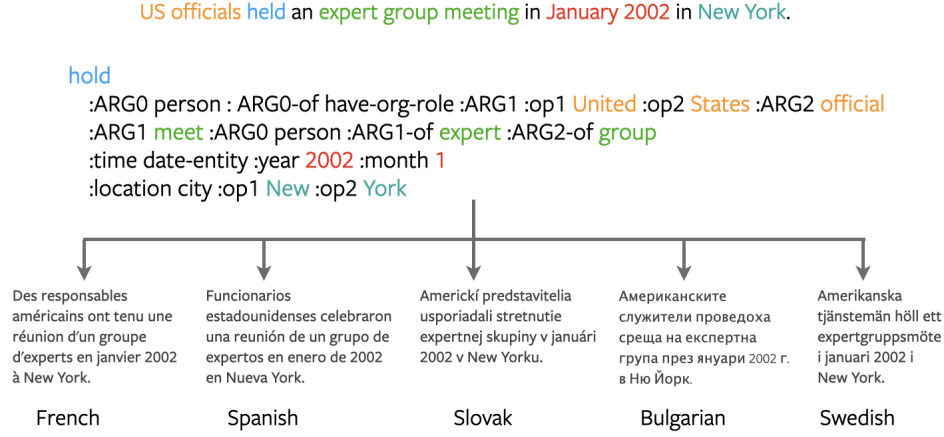 US officials held an expert group meeting in January 2002 in New York.
hold
:ARG0 person : ARG0-of have-org-role :ARG1 :op1 United :op2 States :ARG2 official
:ARG1 meet :ARG0 person :ARG1-of expert :ARG2-of group
:time date-entity :year 2002 :month 1
:location city :op1 New :op2 York
Des responsables
américains ont tenu une
réunion d'un groupe
d'experts en janvier 2002
à New York.
French
Funcionarios
estadounidenses celebraron
una reunión de un grupo de
expertos en enero de 2002
en Nueva York.
Spanish
Americkí predstavitelia
usporiadali stretnutie
expertnej skupiny v januári
2002 v New Yorku.
Slovak
Американските
служители проведоха
среща на експертна
група през януари 2002 г.
в Ню Йорк.
Bulgarian
Amerikanska
tjänstemän höll ett
expertgruppsmöte
i januari 2002 i
New York.
Swedish